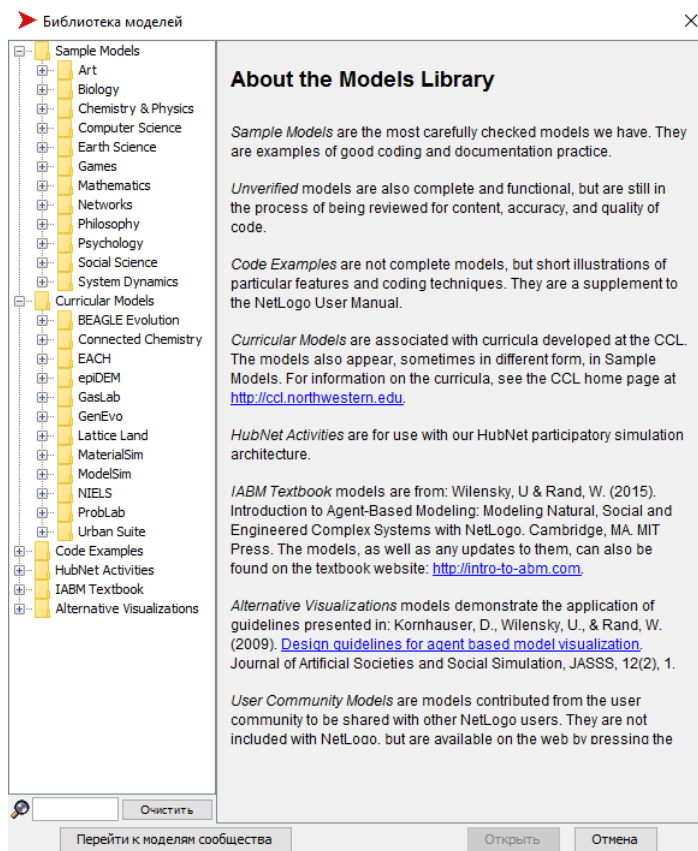 Библиотека моделей
Sample Models
Art
Biology
Chemistry & Physics
Computer Science
Earth Science
Games
Mathematics
Networks
Philosophy
Psychology
Social Science
System Dynamics
Curricular Models
BEAGLE Evolution
Connected Chemistry
EACH
epiDEM
GasLab
GenEvo
Lattice Land
MaterialSim
ModelSim
NIELS
ProbLab
Urban Suite
Code Examples
HubNet Activities
IABM Textbook
Alternative Visualizations
About the Models Library
Sample Models are the most carefully checked models we have. They
are examples of good coding and documentation practice.
Unverified models are also complete and functional, but are still in
the process of being reviewed for content, accuracy, and quality of
code.
Code Examples are not complete models, but short illustrations of
particular features and coding techniques. They are a supplement to
the NetLogo User Manual.
Curricular Models are associated with curricula developed at the CCL.
The models also appear, sometimes in different form, in Sample
Models. For information on the curricula, see the CCL home page at
http://ccl.northwestern.edu.
HubNet Activities are for use with our HubNet participatory simulation
architecture.
IABM Textbook models are from: Wilensky, U & Rand, W. (2015).
Introduction to Agent-Based Modeling: Modeling Natural, Social and
Engineered Complex Systems with NetLogo. Cambridge, MA. MIT
Press. The models, as well as any updates to them, can also be
found on the textbook website: http://intro-to-abm.com.
Alternative Visualizations models demonstrate the application of
guidelines presented in: Kornhauser, D., Wilensky, U., & Rand, W.
(2009). Design guidelines for agent based model visualization.
Journal of Artificial Societies and Social Simulation, JASSS, 12(2), 1.
User Community Models are models contributed from the user
community to be shared with other NetLogo users. They are not
included with NetLogo, but are available on the web by pressing the
Очистить
Перейти к моделям сообщества
Открыть
Отмена